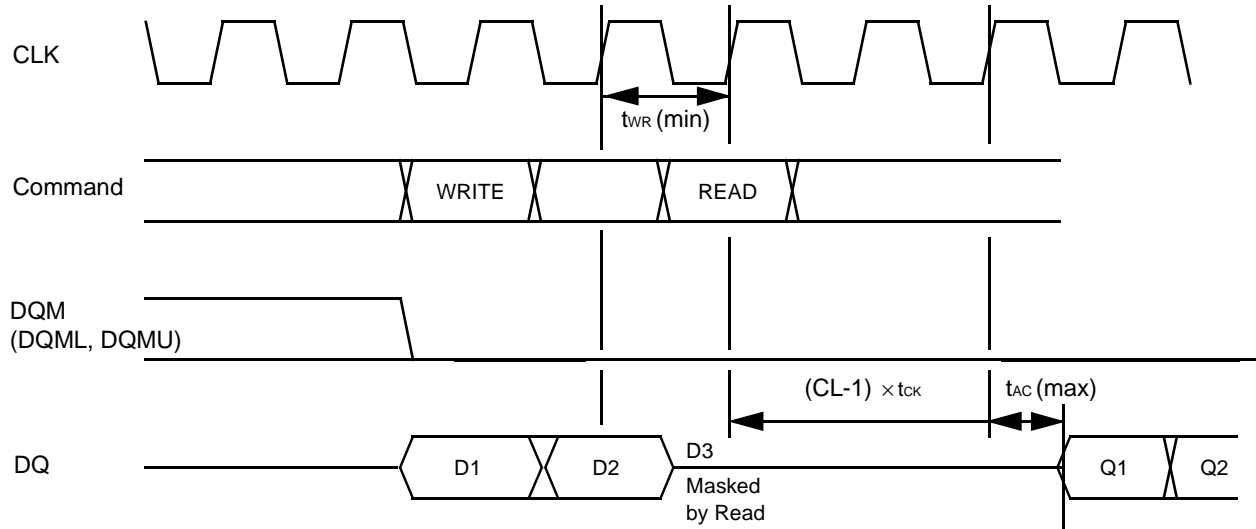 CLK
tWR (min)
Command
WRITE
READ
DQM
(DQML, DQMU)
(CL-1) × tCK
tAC (max)
DQ
D1
D2
D3
Masked
by Read
Q1
Q2